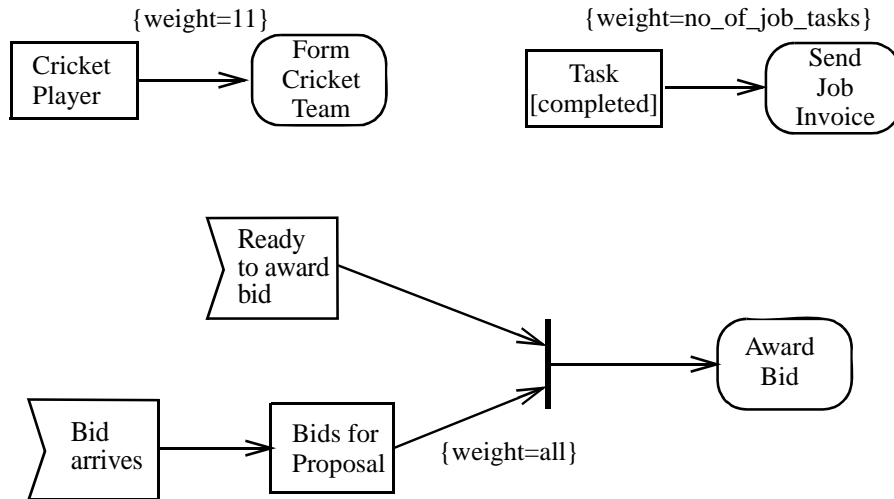 {weight=11}
Cricket
Player
Form
Cricket
Team
{weight=no_of_job_tasks}
Task
[completed]
Send
Job
Invoice
Ready
to award
bid
Award
Bid
Bid
arrives
Bids for
Proposal
{weight=all}